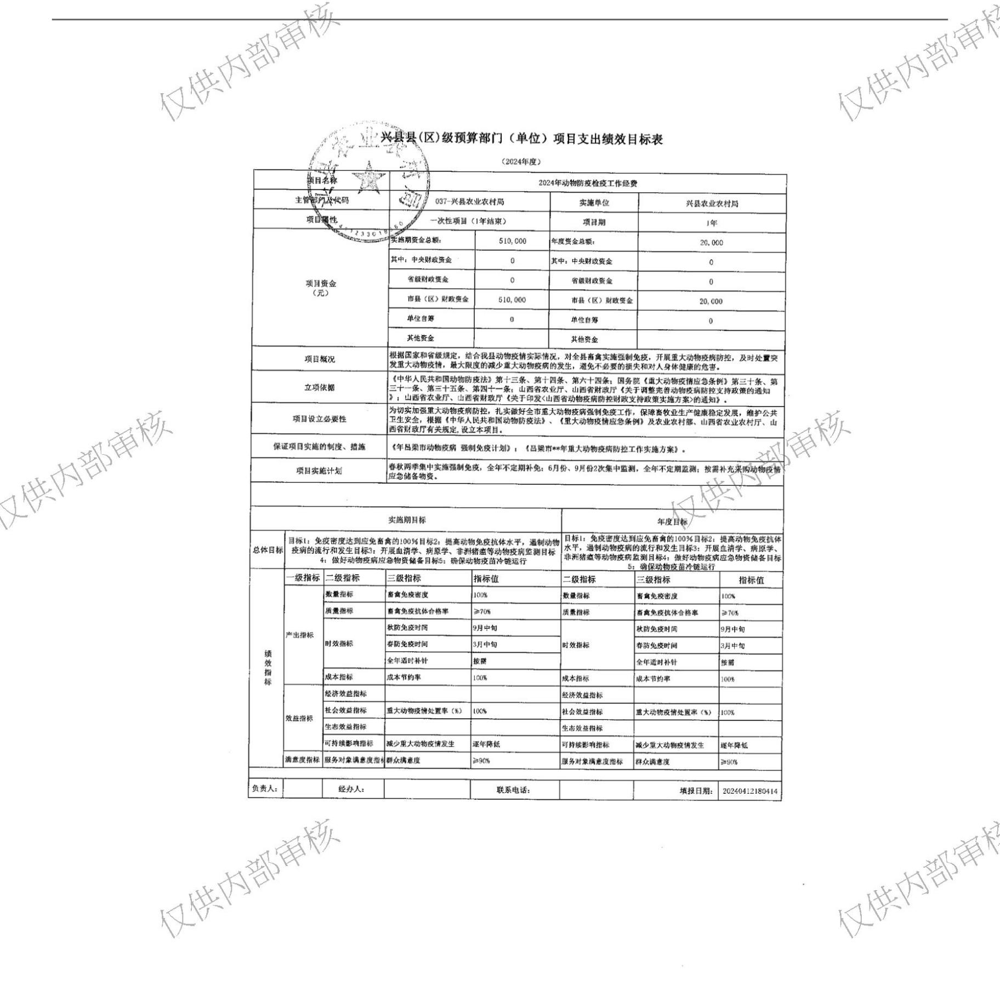 兴县县(区)级预算部门（单位）项目支出绩效目标表
（2024年度）
项目名称 2024年动物防疫检疫工作经费
主管部门及代码 037-兴县农业农村局 实施单位 兴县农业农村局
项目属性 一次性项目（1年结束） 项目期 1年
项目资金（元）
实施期资金总额： 510,000 年度资金总额： 20,000
其中：中央财政资金 0 其中：中央财政资金 0
省级财政资金 0 省级财政资金 0
市县（区）财政资金 510,000 市县（区）财政资金 20,000
单位自筹 0 单位自筹 0
其他资金 其他资金
项目概况
根据国家和省级规定，结合我县动物疫情实际情况，对全县畜禽实施强制免疫，开展重大动物疫病防控，及时处置突
发重大动物疫情，最大限度的减少重大动物疫病的发生，避免不必要的损失和对人身体健康的危害。
立项依据
《中华人民共和国动物防疫法》第十三条、第十四条、第六十四条；国务院《重大动物疫情应急条例》第三十条、第
三十一条、第三十五条、第四十一条；山西省农业厅、山西省财政厅《关于调整完善动物疫病防控支持政策的通知
》；山西省农业厅、山西省财政厅《关于印发<山西省动物疫病防控财政支持政策实施方案>的通知》。
项目设立必要性
为切实加强重大动物疫病防控，扎实做好全市重大动物疫病强制免疫工作，保障畜牧业生产健康稳定发展，维护公共
卫生安全，根据《中华人民共和国动物防疫法》、《重大动物疫情应急条例》及农业农村部、山西省农业农村厅、山
西省财政厅有关规定,设立本项目。
保证项目实施的制度、措施 《年吕梁市动物疫病 强制免疫计划》；《吕梁市**年重大动物疫病防控工作实施方案》。
项目实施计划
春秋两季集中实施强制免疫，全年不定期补免；6月份、9月份2次集中监测，全年不定期监测；按需补充采购动物疫情
应急储备物资。
实施期目标 年度目标
总体目标
目标1：免疫密度达到应免畜禽的100%目标2：提高动物免疫抗体水平，遏制动物
疫病的流行和发生目标3：开展血清学、病原学、非洲猪瘟等动物疫病监测目标
4：做好动物疫病应急物资储备目标5：确保动物疫苗冷链运行
目标1：免疫密度达到应免畜禽的100%目标2：提高动物免疫抗体
水平，遏制动物疫病的流行和发生目标3：开展血清学、病原学、
非洲猪瘟等动物疫病监测目标4：做好动物疫病应急物资储备目标
5：确保动物疫苗冷链运行
绩效指标
一级指标 二级指标 三级指标 指标值 二级指标 三级指标 指标值
产出指标
数量指标 畜禽免疫密度 100% 数量指标 畜禽免疫密度 100%
质量指标 畜禽免疫抗体合格率 ≥70% 质量指标 畜禽免疫抗体合格率 ≥70%
时效指标 秋防免疫时间 9月中旬 时效指标 秋防免疫时间 9月中旬
春防免疫时间 3月中旬 春防免疫时间 3月中旬
全年适时补针 按需 全年适时补针 按需
成本指标 成本节约率 100% 成本指标 成本节约率 100%
效益指标
经济效益指标 经济效益指标
社会效益指标 重大动物疫情处置率（%） 100% 社会效益指标 重大动物疫情处置率（%） 100%
生态效益指标 生态效益指标
可持续影响指标 减少重大动物疫情发生 逐年降低 可持续影响指标 减少重大动物疫情发生 逐年降低
满意度指标 服务对象满意度指标 群众满意度 ≥90% 服务对象满意度指标 群众满意度 ≥90%
负责人： 经办人： 联系电话： 填报日期： 20240412180414
仅供内部审核
仅供内部审核
仅供内部审核
仅供内部审核
仅供内部审核
仅供内部审核